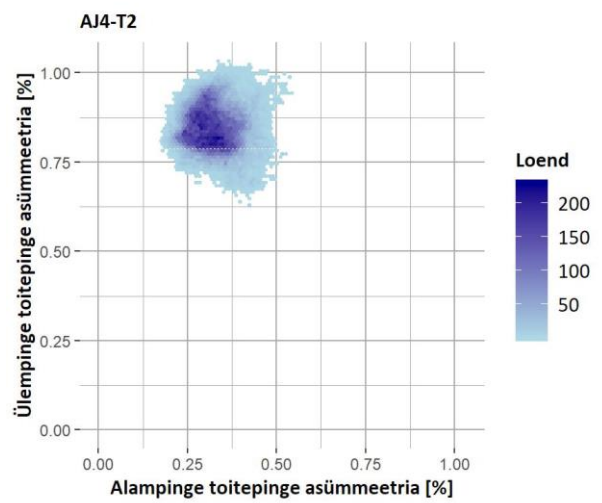 AJ4-T2
Ülempinge toitepinge asümmeetria [%]
1.00
0.75
0.50
0.25
0.00
0.00 0.25 0.50 0.75 1.00
Alampinge toitepinge asümmeetria [%]
Loend
200
150
100
50